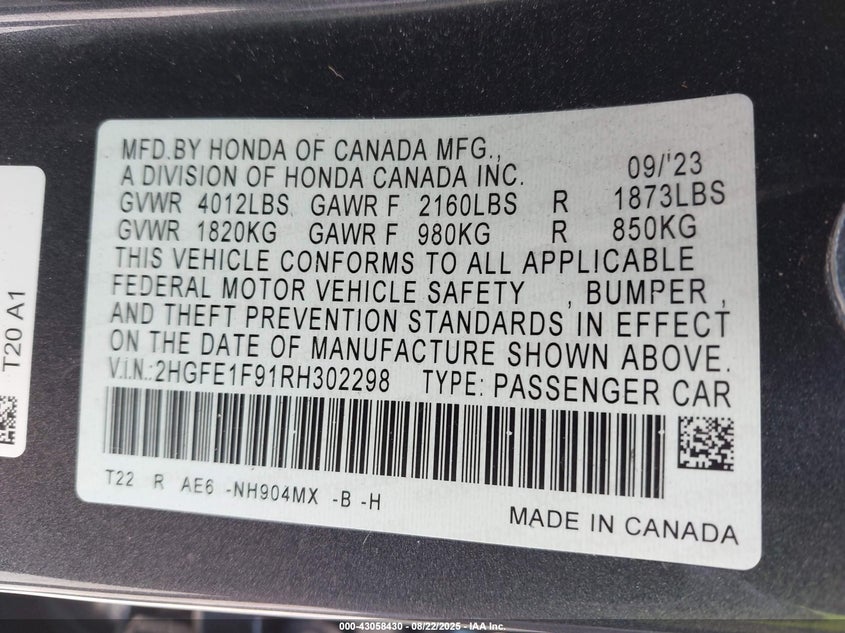 MFD.BY HONDA OF CANADA MFG.,
A DIVISION OF HONDA CANADA INC. 09/'23
GVWR 4012LBS GAWR F 2160LBS R 1873LBS
GVWR 1820KG GAWR F 980KG R 850KG
THIS VEHICLE CONFORMS TO ALL APPLICABLE
FEDERAL MOTOR VEHICLE SAFETY , BUMPER ,
AND THEFT PREVENTION STANDARDS IN EFFECT
ON THE DATE OF MANUFACTURE SHOWN ABOVE.
V.I.N.:2HGFE1F91RH302298 TYPE: PASSENGER CAR
T22 R AE6 -NH904MX -B -H
MADE IN CANADA
T20 A1
000-43058430 - 08/22/2025 - IAA Inc.